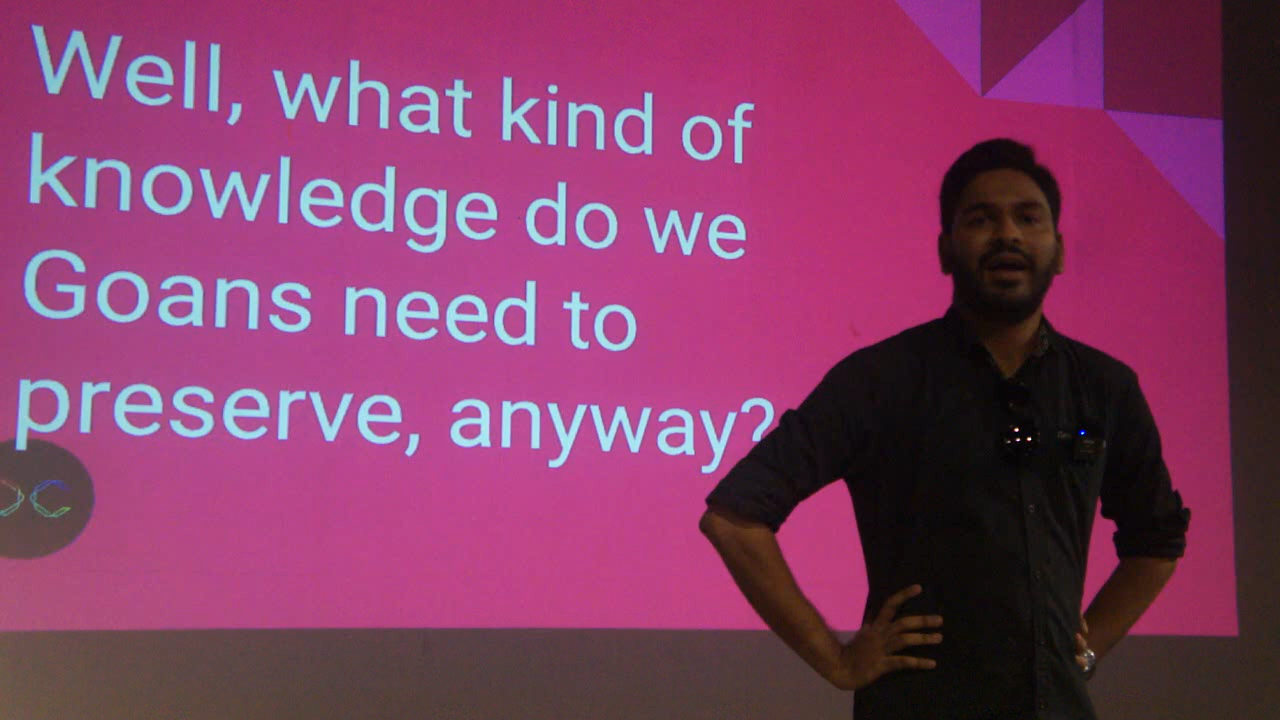 Well, what kind of
knowledge do we
Goans need to
preserve, anyway?